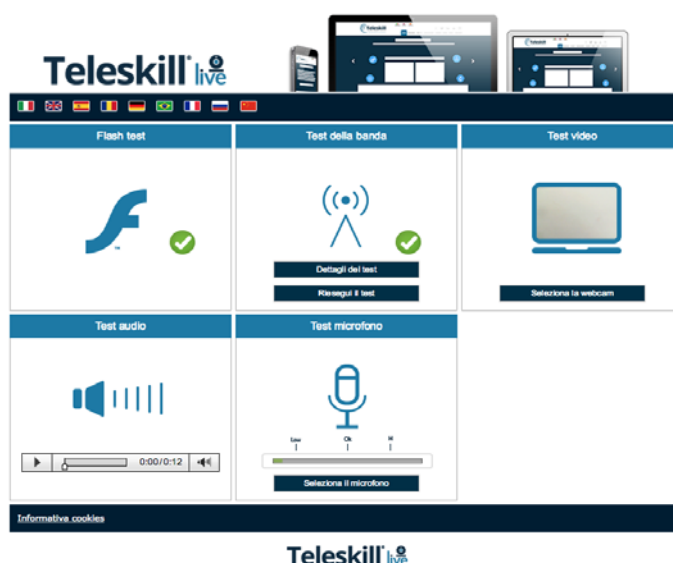 Teleskill live
Flash test
Test della banda
Test video
Dettagli del test
Riesegui il test
Seleziona la webcam
Test audio
Test microfono
Low Ok Hi
0:00/0:12
Seleziona il microfono
Informativa cookies
Teleskill live